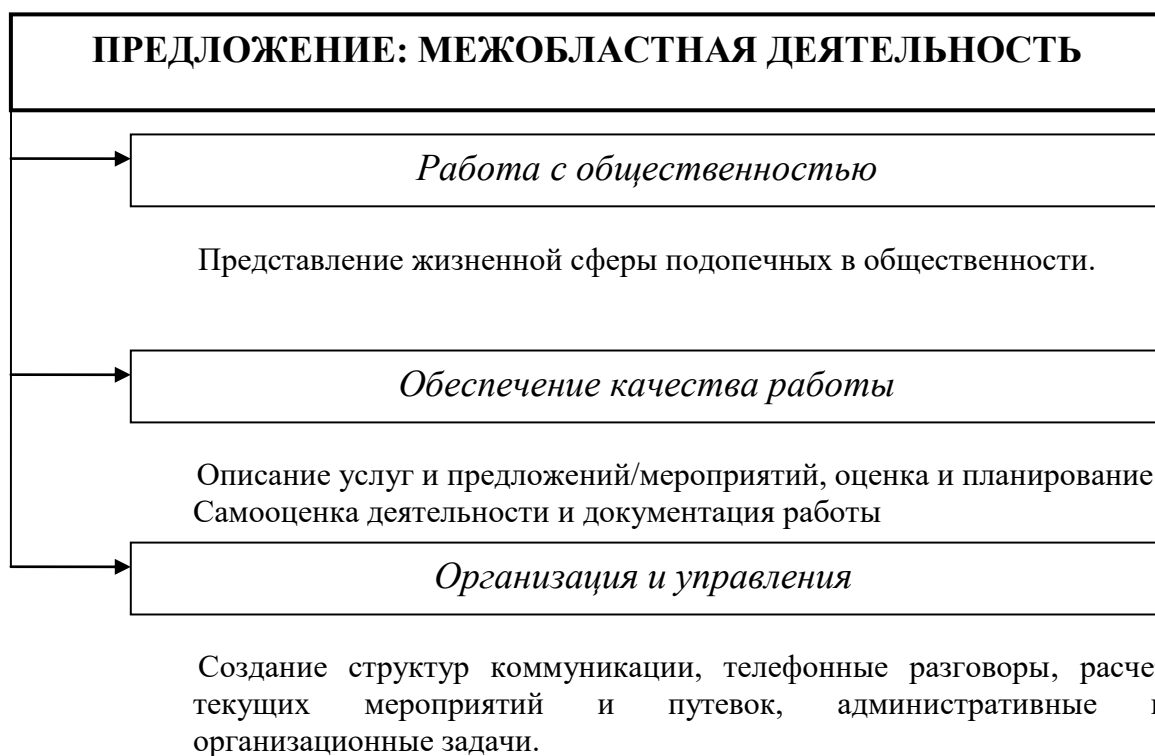 ПРЕДЛОЖЕНИЕ: МЕЖОБЛАСТНАЯ ДЕЯТЕЛЬНОСТЬ
Работа с общественностью
Представление жизненной сферы подопечных в общественности.
Обеспечение качества работы
Описание услуг и предложений/мероприятий, оценка и планирование
Самооценка деятельности и документация работы
Организация и управления
Создание структур коммуникации, телефонные разговоры, расчет
текущих мероприятий и путевок, административные
организационные задачи.